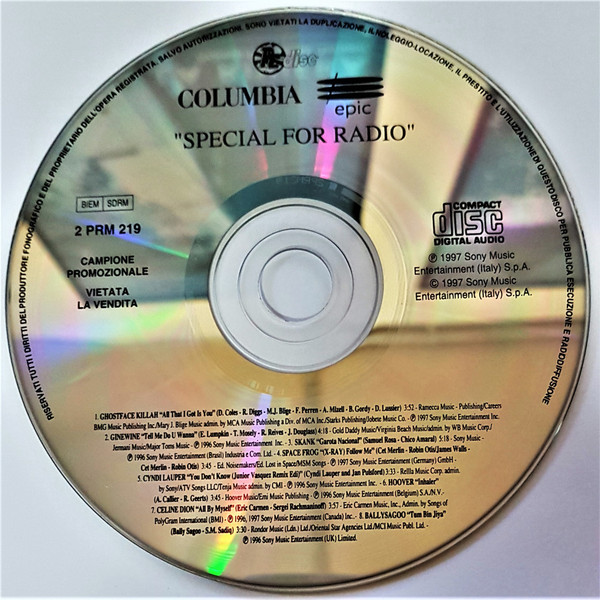 RISERVATI TUTTI I DIRITTI DEL PRODUTTORE FONOGRAFICO E DEL PROPRIETARIO DELL'OPERA REGISTRATA. SALVO AUTORIZZAZIONI. SONO VIETATI LA DUPLICAZIONE, IL NOLEGGIO-LOCAZIONE, IL PRESTITO E L'UTILIZZAZIONE DI QUESTO DISCO PER PUBBLICA ESECUZIONE E RADIODIFFUSIONE
disc
COLUMBIA
epic
"SPECIAL FOR RADIO"
BIEM SDRM
2 PRM 219
CAMPIONE
PROMOZIONALE
VIETATA
LA VENDITA
COMPACT
disc
DIGITAL AUDIO
℗ 1997 Sony Music
Entertainment (Italy) S.p.A.
© 1997 Sony Music
Entertainment (Italy) S.p.A.
1. GHOSTFACE KILLAH "All That I Got Is You" (D. Coles - R. Diggs - M.J. Blige - F. Perren - A. Mizell - B. Gordy - D. Lussier) 3:52 - Ramecca Music - Publishing/Careers
BMG Music Publishing Inc./Mary J. Blige Music admin. by MCA Music Publishing a Div. of MCA Inc./Starks Publishing/Jobete Music Co. - ℗ 1997 Sony Music Entertainment Inc.
2. GINEWINE "Tell Me Do U Wanna" (E. Lumpkin - T. Mosely - R. Reives - J. Douglass) 4:18 - Gold Daddy Music/Virginia Beach Music/admin. by WB Music Corp./
Jermani Music/Major Toms Music - ℗ 1996 Sony Music Entertainment Inc. - 3. SKANK "Garota Nacional" (Samuel Rosa - Chico Amaral) 5:18 - Sony Music -
℗ 1996 Sony Music Entertainment (Brasil) Industria e Com. Ltd. - 4. SPACE FROG "(X-RAY) Follow Me" (Cet Merlin - Robin Otis/James Walls -
Cet Merlin - Robin Otis) 3:45 - Ed. Noisemakers/Ed. Lost in Space/MSM Songs - ℗ 1997 Sony Music Entertainment (Germany) GmbH -
5. CYNDI LAUPER "You Don't Know (Junior Vasquez Remix Edit)" (Cyndi Lauper and Jan Pulsford) 3:33 - Rellla Music Corp. admin.
by Sony/ATV Songs LLC/Tenja Music admin. by CMI - ℗ 1996 Sony Music Entertainment Inc. - 6. HOOVER "Inhaler"
(A. Callier - R. Geerts) 3:45 - Hoover Music/Emi Music Publishing - ℗ 1996 Sony Music Entertainment (Belgium) S.A./N.V. -
7. CELINE DION "All By Myself" (Eric Carmen - Sergei Rachmaninoff) 3:57 - Eric Carmen Music, Inc., Admin. by Songs of
PolyGram International (BMI) - ℗ 1996, 1997 Sony Music Entertainment (Canada) Inc. - 8. BALLYSAGOO "Tum Bin Jiya"
(Bally Sagoo - S.M. Sadiq) 3:30 - Rondor Music (Ldn.) Ltd./Oriental Star Agencies Ltd/MCI Music Publ. Ltd. -
℗ 1996 Sony Music Entertainment (UK) Limited.